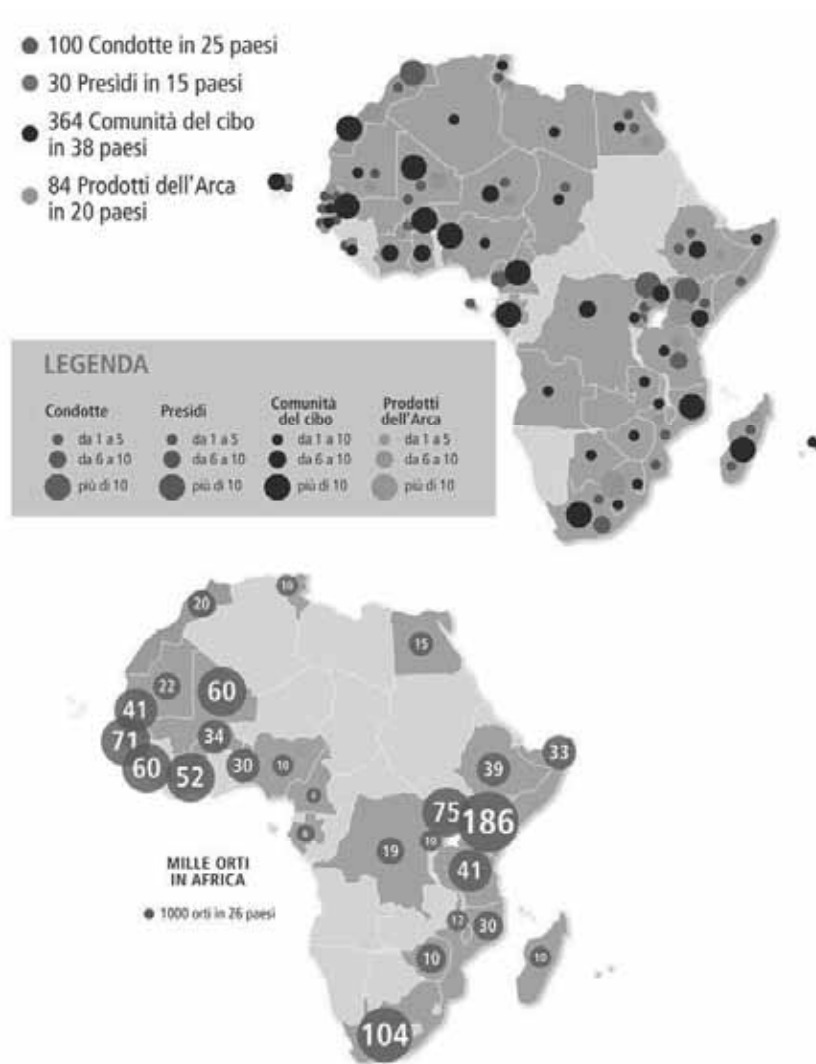 100 Condotte in 25 paesi
30 Presìdi in 15 paesi
364 Comunità del cibo
in 38 paesi
84 Prodotti dell'Arca
in 20 paesi
LEGENDA
Condotte
da 1 a 5
da 6 a 10
più di 10
Presìdi
da 1 a 5
da 6 a 10
più di 10
Comunità
del cibo
da 1 a 10
da 6 a 10
più di 10
Prodotti
dell'Arca
da 1 a 5
da 6 a 10
più di 10
10
20
15
22
60
41
71
34
60
52
30
10
33
39
75
186
10
19
41
12
30
10
10
104
MILLE ORTI
IN AFRICA
1000 orti in 26 paesi